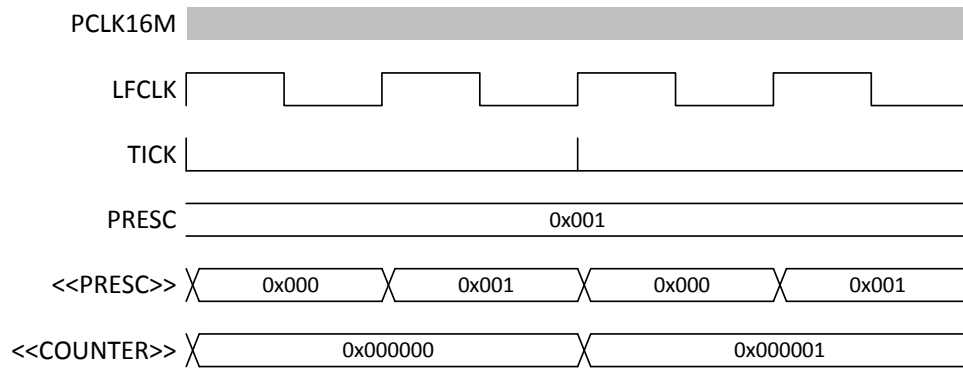 PCLK16M
LFCLK
TICK
PRESC 0x001
<<PRESC>> 0x000 0x001 0x000 0x001
<<COUNTER>> 0x000000 0x000001